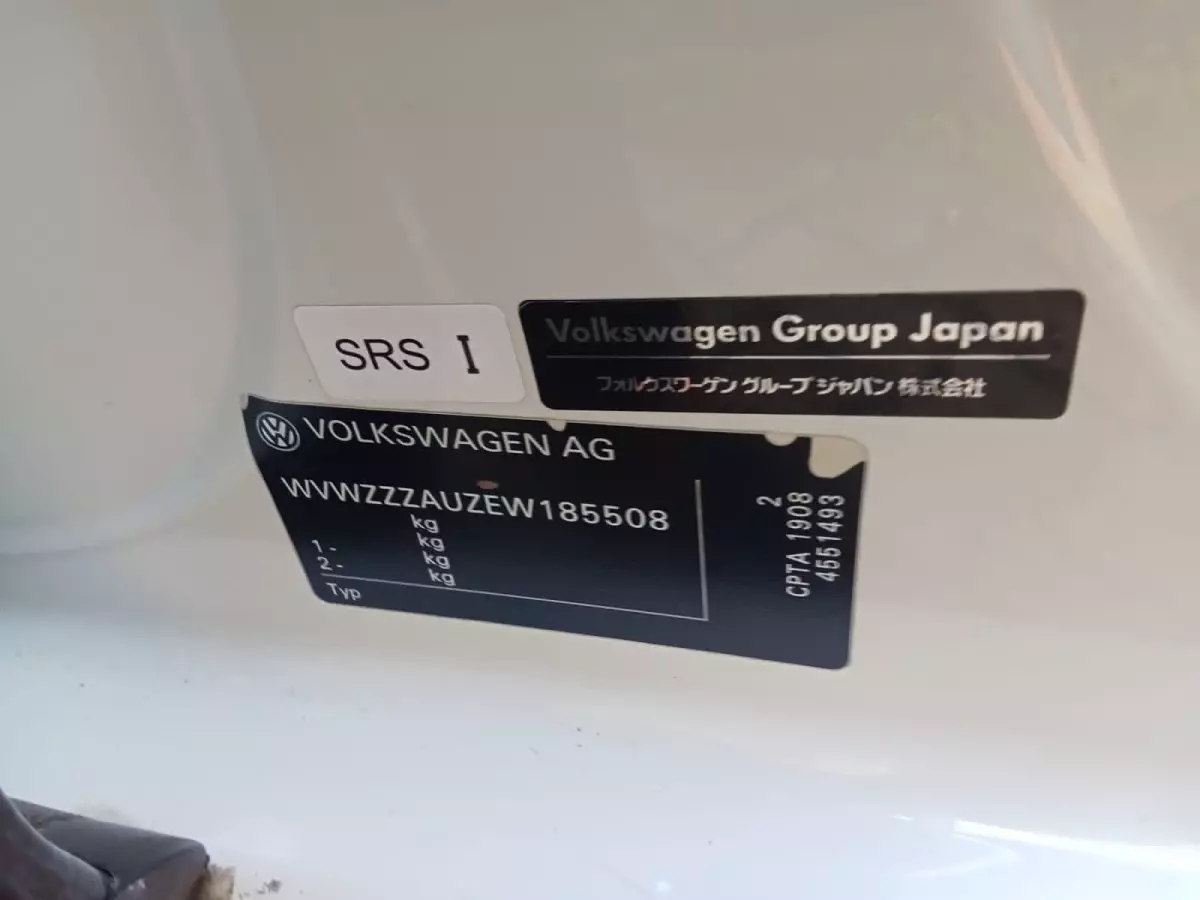 SRS I
Volkswagen Group Japan
フォルクスワーゲン グループ ジャパン 株式会社
VOLKSWAGEN AG
WVWZZZAUZEW185508
kg
1 - kg
2 - kg
kg
Typ
2
CPTA 1908
4551493